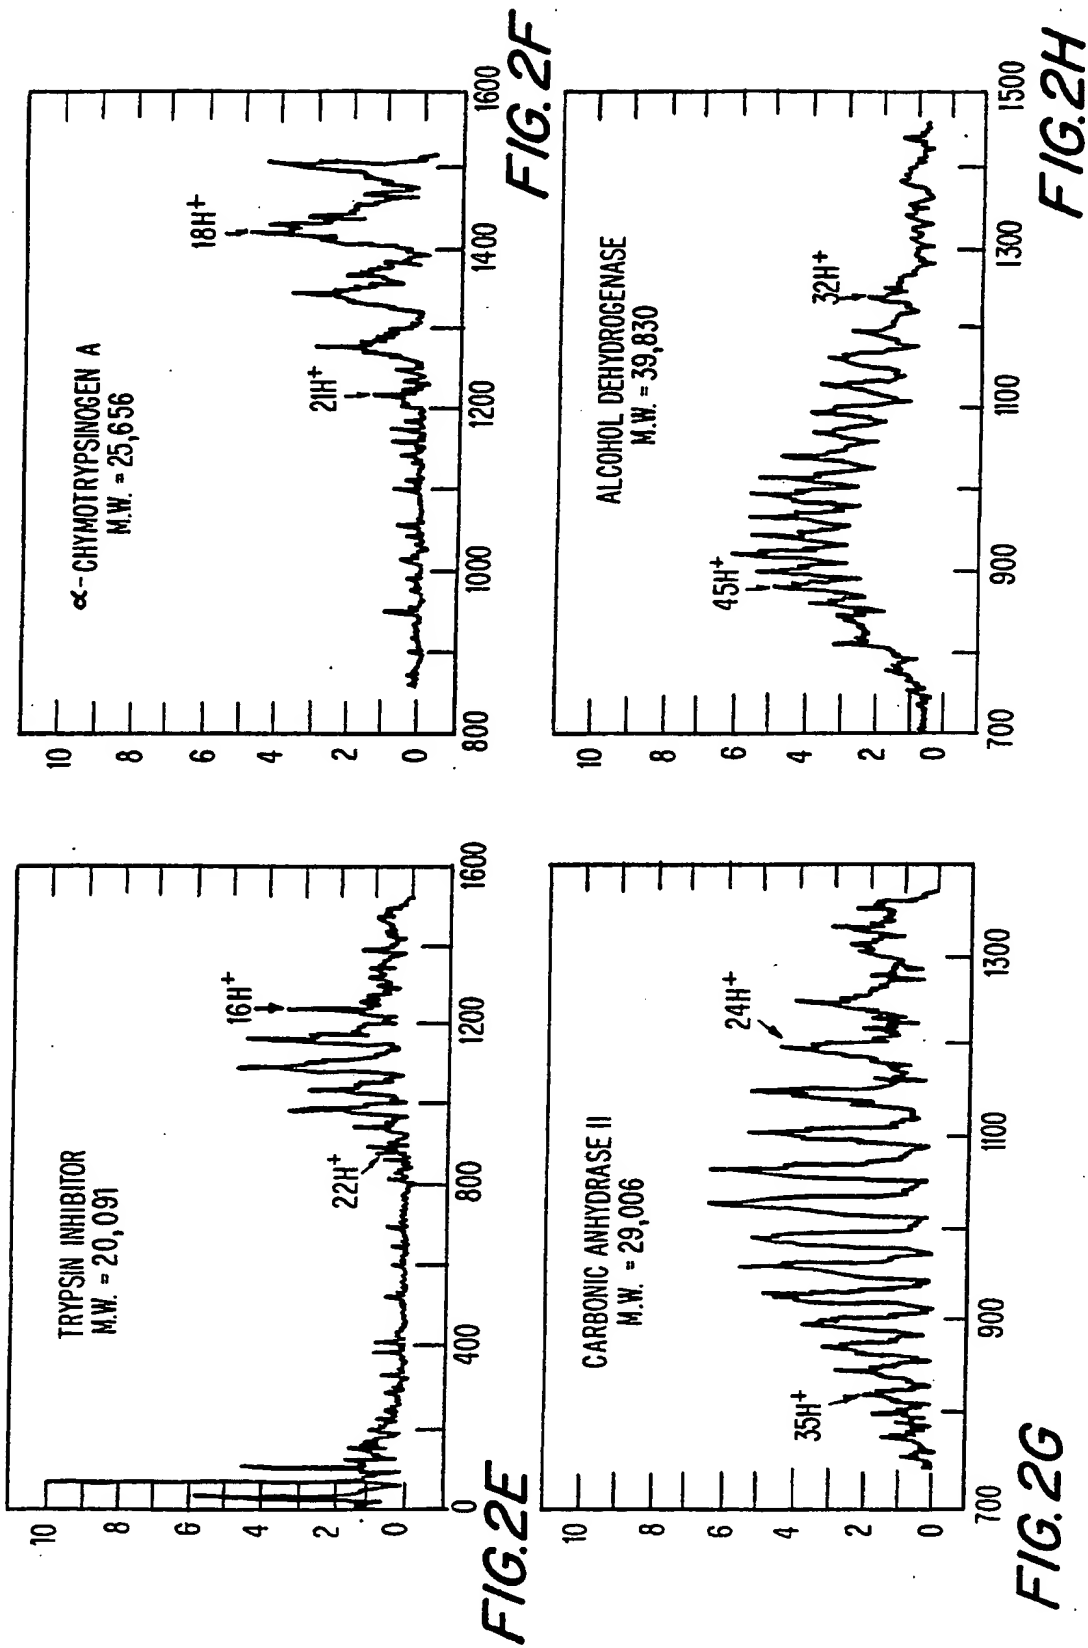 TRYPSIN INHIBITOR
M.W. = 20,091
10
8
6
4
2
0
22H+
16H+
0
400
800
1200
1600
FIG. 2E
α-CHYMOTRYPSINOGEN A
M.W. = 25,656
10
8
6
4
2
0
21H+
18H+
800
1000
1200
1400
1600
FIG. 2F
CARBONIC ANHYDRASE II
M.W. = 29,006
10
8
6
4
2
0
35H+
24H+
700
900
1100
1300
FIG. 2G
ALCOHOL DEHYDROGENASE
M.W. = 39,830
10
8
6
4
2
0
45H+
32H+
700
900
1100
1300
1500
FIG. 2H